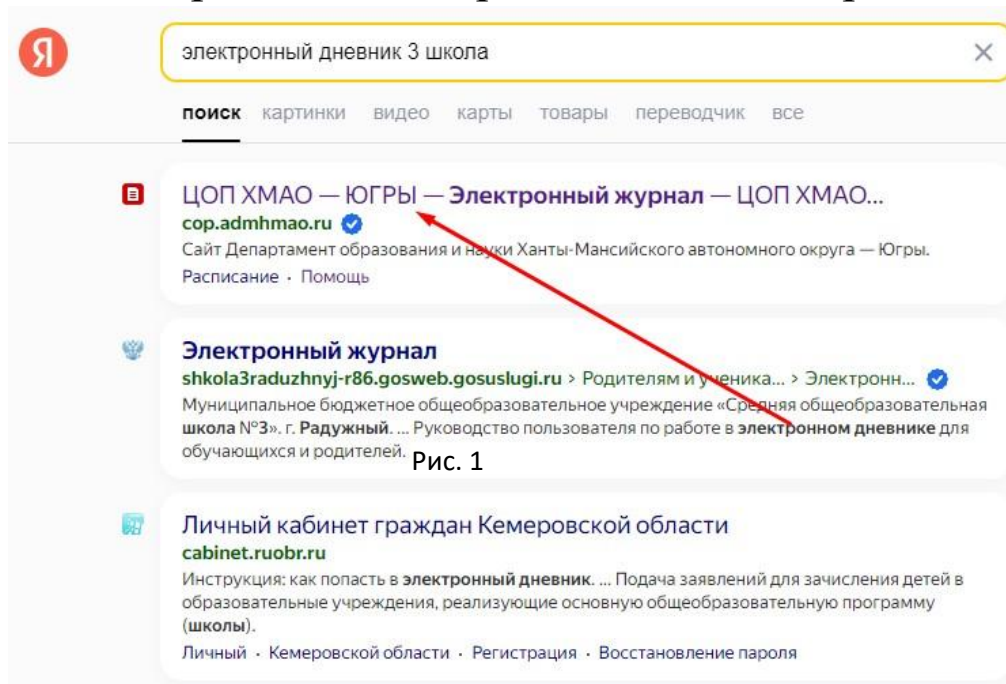 Я
электронный дневник 3 школа
поиск картинки видео карты товары переводчик все
ЦОП ХМАО — ЮГРЫ — Электронный журнал — ЦОП ХМАО...
cop.admhmao.ru
Сайт Департамент образования и науки Ханты-Мансийского автономного округа — Югры.
Расписание · Помощь
Электронный журнал
shkola3raduzhnyj-r86.gosweb.gosuslugi.ru › Родителям и ученика... › Электронн...
Муниципальное бюджетное общеобразовательное учреждение «Средняя общеобразовательная
школа №3». г. Радужный. ... Руководство пользователя по работе в электронном дневнике для
обучающихся и родителей.
Рис. 1
Личный кабинет граждан Кемеровской области
cabinet.ruobr.ru
Инструкция: как попасть в электронный дневник. ... Подача заявлений для зачисления детей в
образовательные учреждения, реализующие основную общеобразовательную программу
(школы).
Личный · Кемеровской области · Регистрация · Восстановление пароля